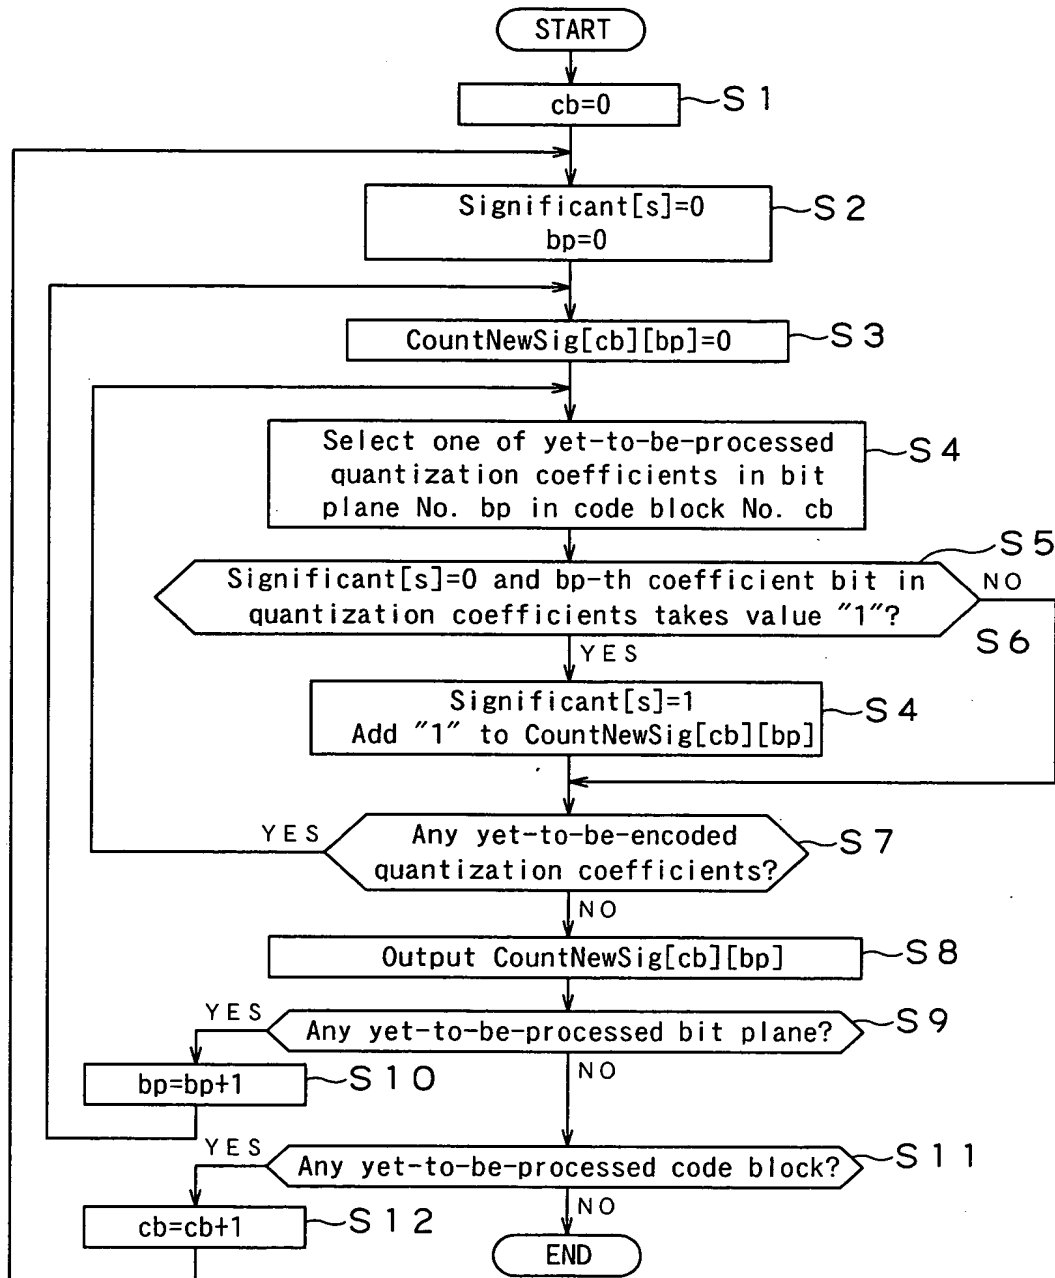 START
cb=0
S1
Significant[s]=0
bp=0
S2
CountNewSig[cb][bp]=0
S3
Select one of yet-to-be-processed
quantization coefficients in bit
plane No. bp in code block No. cb
S4
S5
Significant[s]=0 and bp-th coefficient bit in
quantization coefficients takes value "1"?
NO
S6
YES
Significant[s]=1
Add "1" to CountNewSig[cb][bp]
S4
YES
Any yet-to-be-encoded
quantization coefficients?
S7
NO
Output CountNewSig[cb][bp]
S8
YES
Any yet-to-be-processed bit plane?
S9
NO
bp=bp+1
S10
YES
Any yet-to-be-processed code block?
S11
NO
cb=cb+1
S12
END